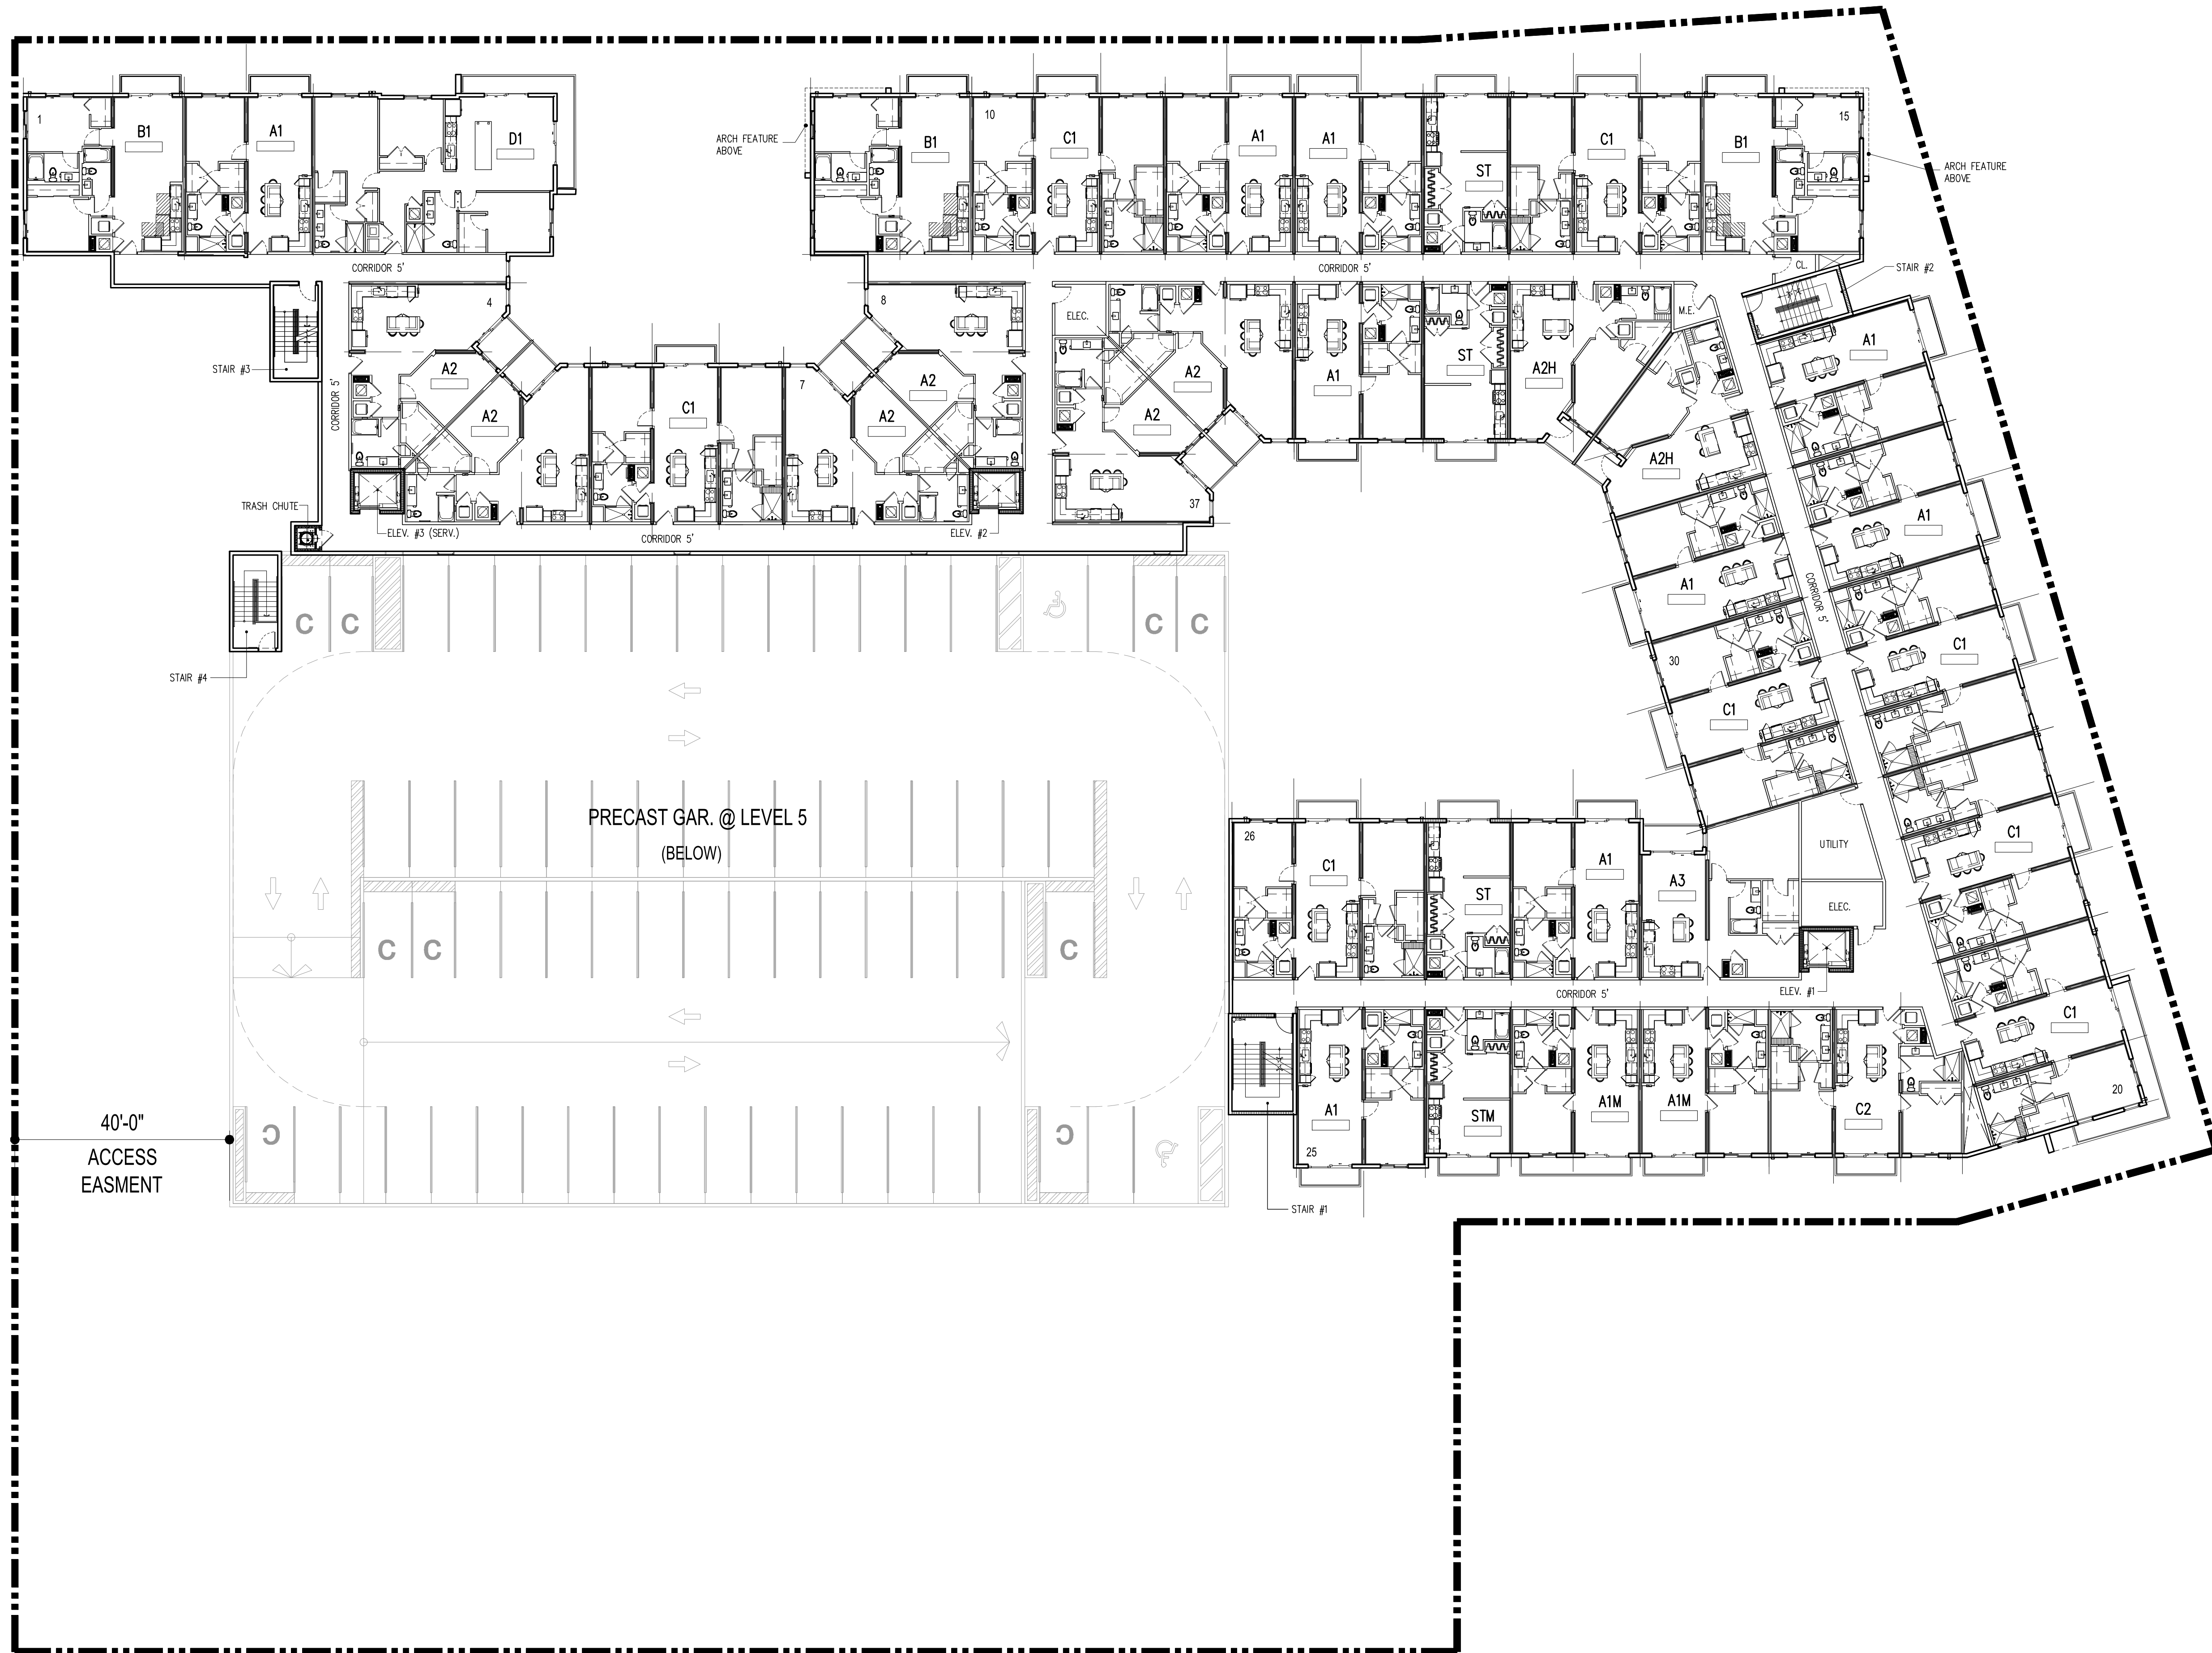 1
B1
A1
D1
ARCH FEATURE
ABOVE
B1
10
C1
A1
A1
ST
C1
B1
15
ARCH FEATURE
ABOVE
CORRIDOR 5'
CORRIDOR 5'
CL.
STAIR #2
4
8
ELEC.
M.E.
A1
STAIR #3
CORRIDOR 5'
A2
A2
C1
7
A2
A2
A2
A2
A1
ST
A2H
A2H
TRASH CHUTE
ELEV. #3 (SERV.)
CORRIDOR 5'
ELEV. #2
37
A1
A1
CORRIDOR 5'
C
C
C
C
STAIR #4
30
C1
C1
PRECAST GAR. @ LEVEL 5
(BELOW)
26
C1
ST
A1
A3
UTILITY
C1
ELEC.
C
C
C
CORRIDOR 5'
ELEV. #1
C1
20
40'-0"
ACCESS
EASMENT
C
C
A1
25
STM
A1M
A1M
C2
STAIR #1